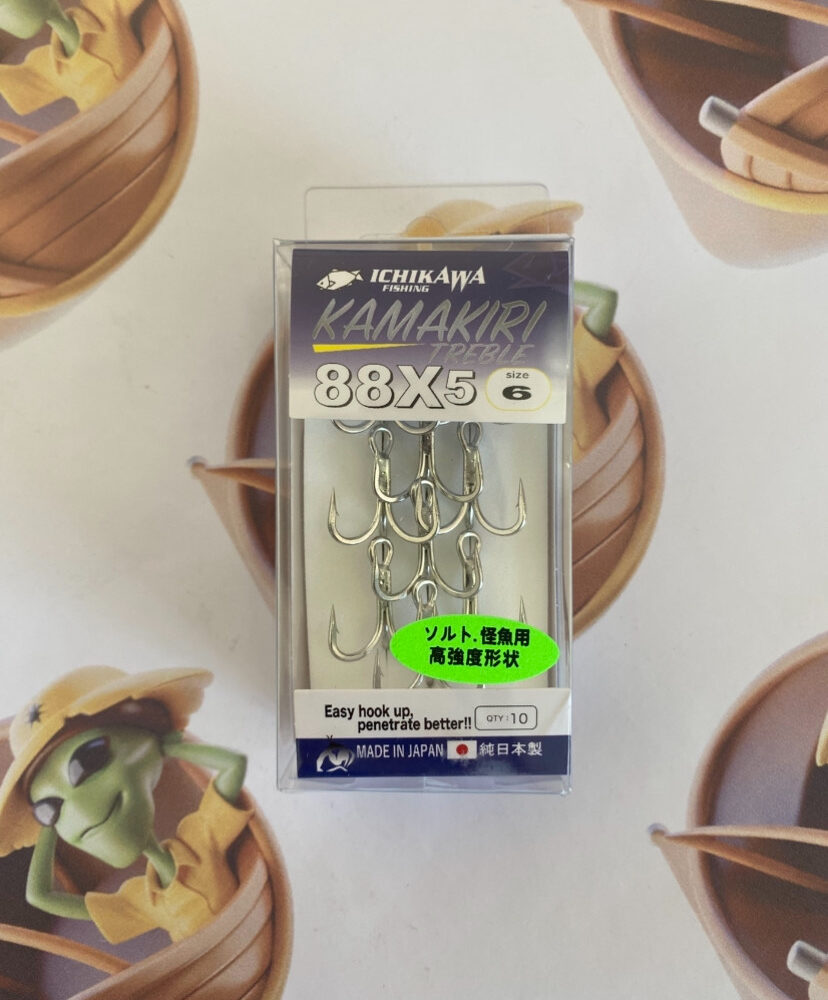 ICHIKAWA
FISHING
KAMAKIRI
TREBLE
88X5
size
6
ソルト.怪魚用
高強度形状
Easy hook up,
penetrate better!!
QTY:10
MADE IN JAPAN 純日本製